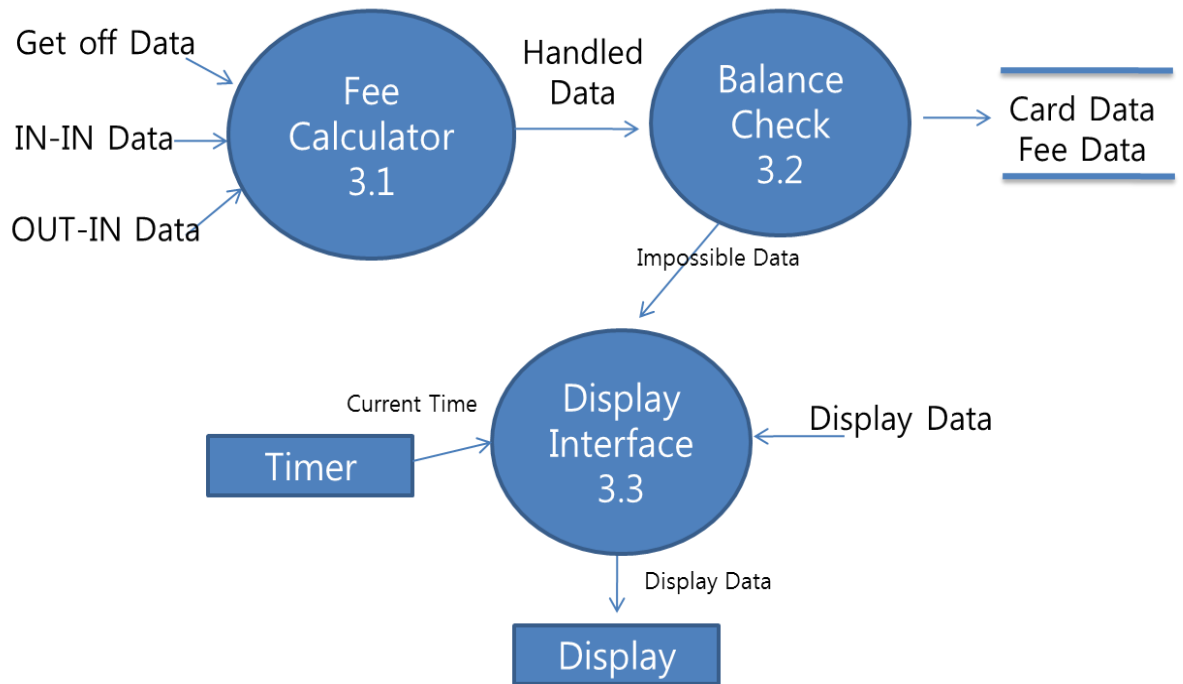 Get off Data
IN-IN Data
OUT-IN Data
Fee
Calculator
3.1
Handled
Data
Balance
Check
3.2
Card Data
Fee Data
Impossible Data
Current Time
Timer
Display
Interface
3.3
Display Data
Display Data
Display